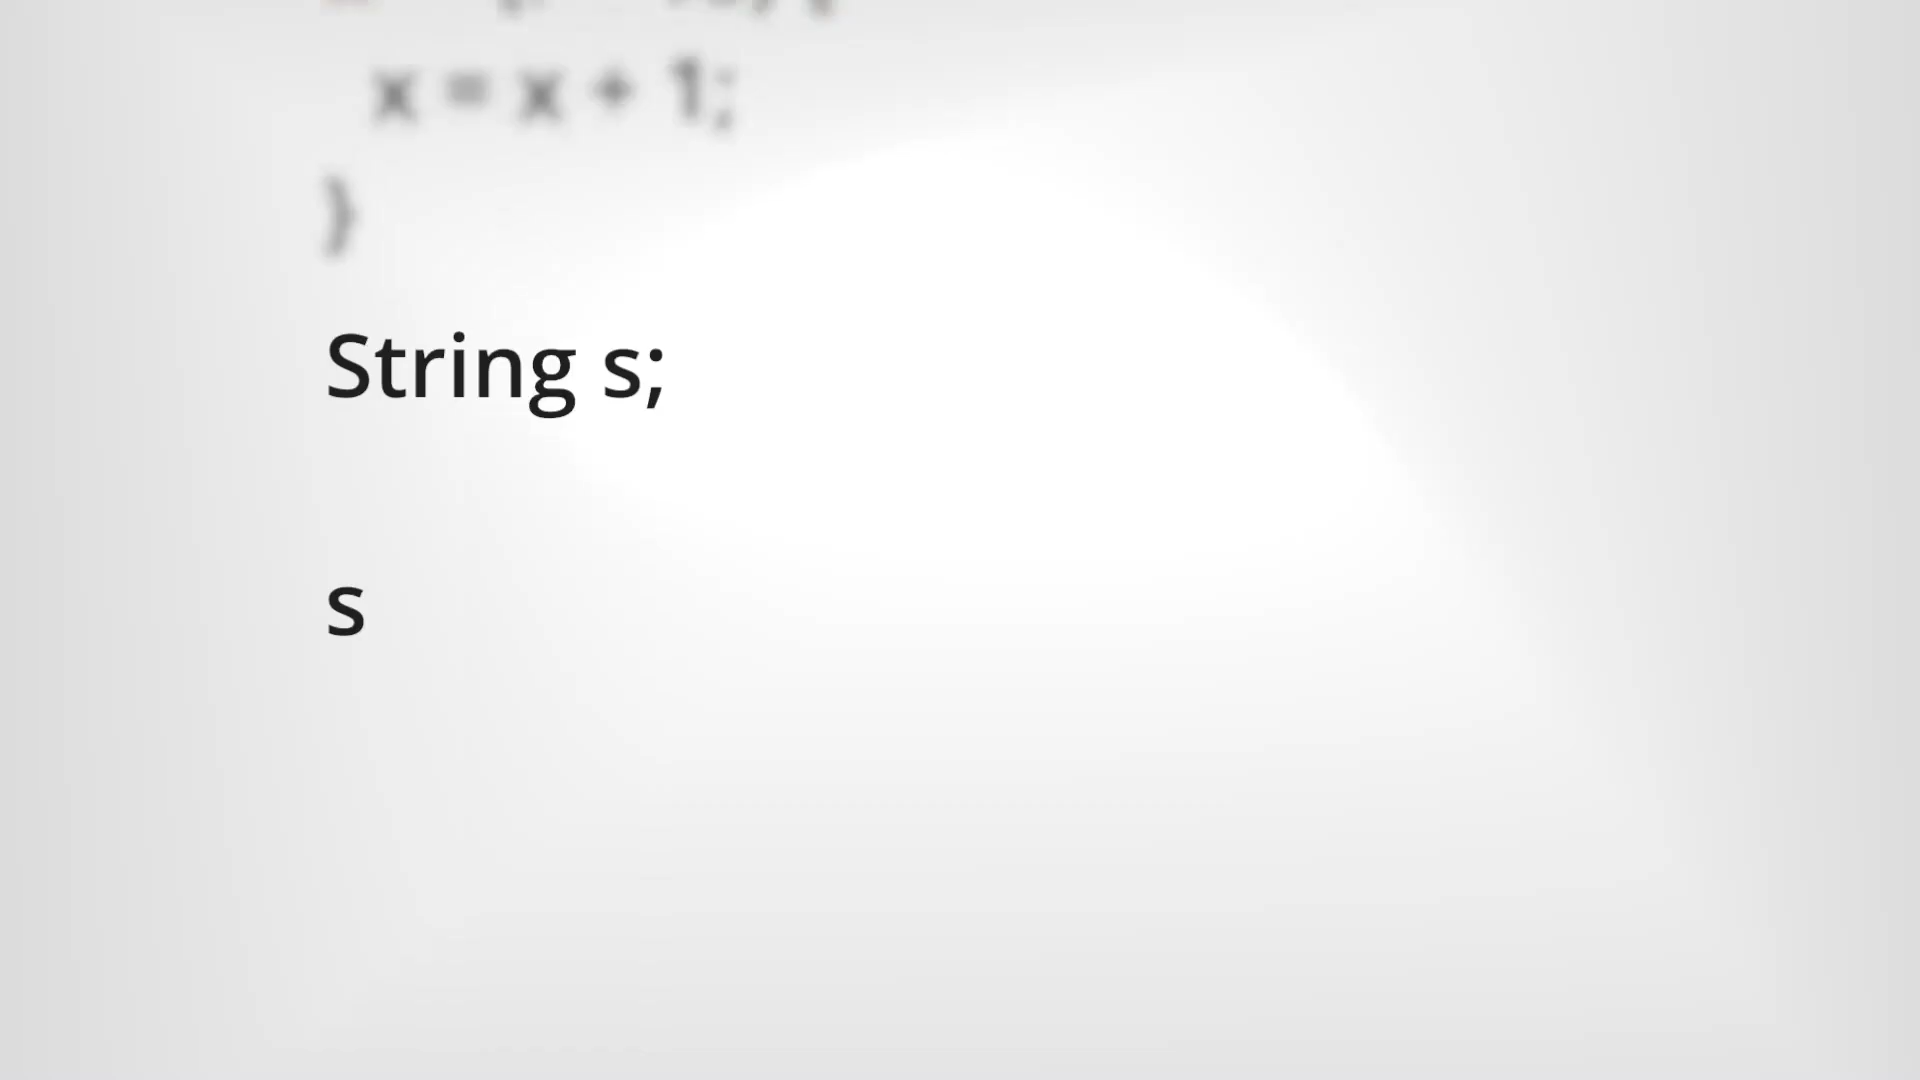 x = x + 1;
}
String s;
s